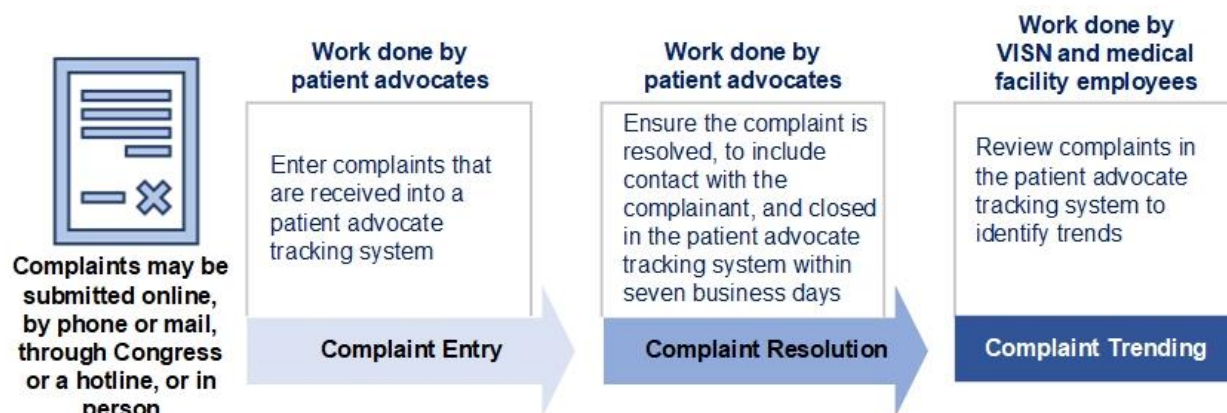 Complaints may be
submitted online,
by phone or mail,
through Congress
or a hotline, or in
person
Work done by
patient advocates
Enter complaints that
are received into a
patient advocate
tracking system
Complaint Entry
Work done by
patient advocates
Ensure the complaint is
resolved, to include
contact with the
complainant, and closed
in the patient advocate
tracking system within
seven business days
Complaint Resolution
Work done by
VISN and medical
facility employees
Review complaints in
the patient advocate
tracking system to
identify trends
Complaint Trending